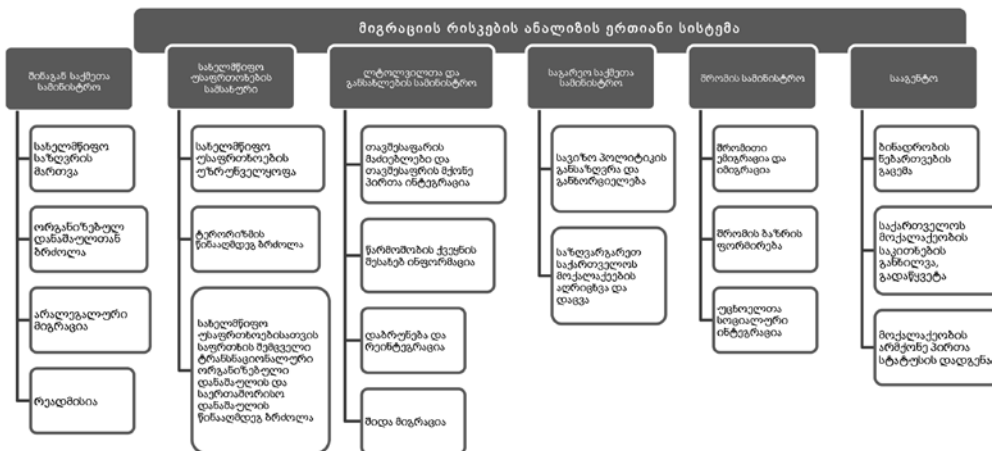 მიგრაციის რისკების ანალიზის ერთიანი სისტემა
შინაგან საქმეთა
სამინისტრო
სახელმწიფო
სახელმწიფო
საზღვრის
მართვა
ორგანიზებულ
დანაშაულთან
ბრძოლა
არალეგალური
მიგრაცია
რეადმისია
სახელმწიფო
უსაფრთხოების
სამსახური
სახელმწიფო
უსაფრთხოების
უზრუნველყოფა
ტერორიზმის
წინააღმდეგ ბრძოლა
სახელმწიფო
უსაფრთხოებისათვის
საფრთხის შემცველი
ტრანსნაციონალური
ორგანიზებული
დანაშაულის და
საერთაშორისო
დანაშაულის
წინააღმდეგ ბრძოლა
ლტოლვილთა და
განსახლების სამინისტრო
თავშესაფარის
მაძიებლები და
თავშესაფრის მქონე
პირთა ინტეგრაცია
წარმოშობის ქვეყნის
შესახებ ინფორმაცია
დაბრუნება და
რეინტეგრაცია
შიდა მიგრაცია
საგარეო საქმეთა
სამინისტრო
სავიზო პოლიტიკის
განსაზღვრა და
განხორციელება
საზღვარგარეთ
საქართველოს
მოქალაქეების
აღრიცხვა და
დაცვა
შრომის სამინისტრო
შრომითი
ემიგრაცია და
იმიგრაცია
შრომის ბაზრის
ფორმირება
უცხოელთა
სოციალური
ინტეგრაცია
სააგენტო
ბინადრობის
ნებართვების
გაცემა
საქართველოს
მოქალაქეობის
საკითხების
განხილვა,
გადაწყვეტა
მოქალაქეობის
არმქონე პირთა
სტატუსის დადგენა